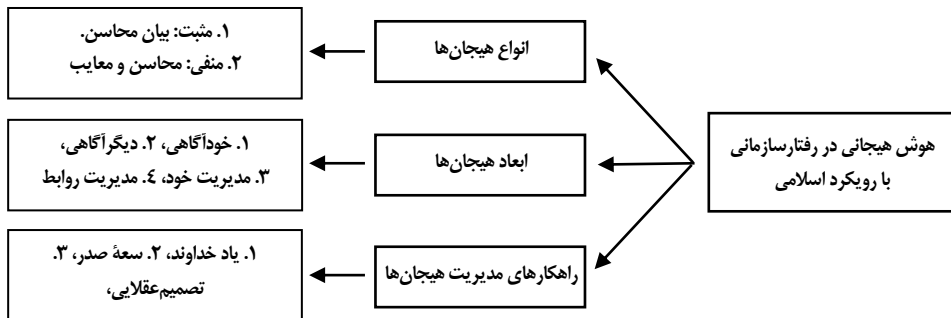 هوش هیجانی در رفتارسازمانی
با رویکرد اسلامی
انواع هیجان‌ها
۱. مثبت: بیان محاسن.
۲. منفی: محاسن و معایب
ابعاد هیجان‌ها
۱. خودآگاهی، ۲. دیگرآگاهی،
۳. مدیریت خود، ٤. مدیریت روابط
راهکارهای مدیریت هیجان‌ها
۱. یاد خداوند، ۲. سعهٔ صدر، ۳.
تصمیم‌عقلایی،